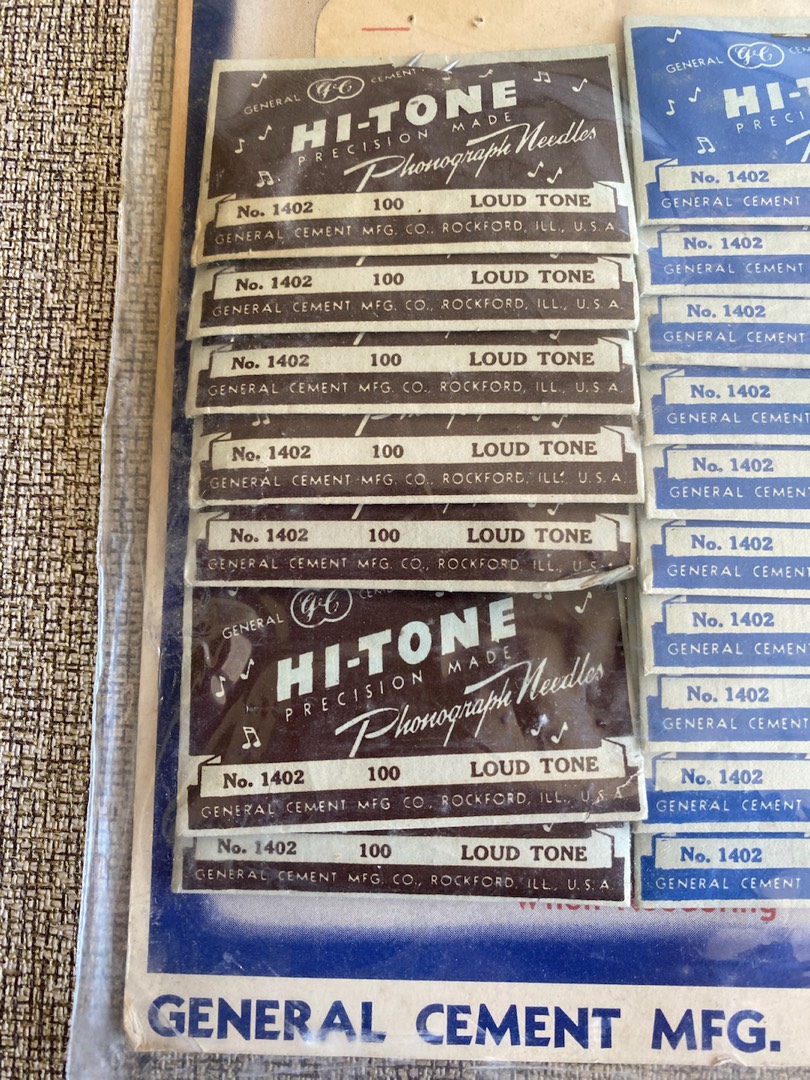 GENERAL GC CEMENT
HI-TONE
PRECISION MADE
Phonograph Needles
No. 1402 100 LOUD TONE
GENERAL CEMENT MFG. CO., ROCKFORD, ILL., U.S.A
No. 1402 100 LOUD TONE
GENERAL CEMENT MFG. CO., ROCKFORD, ILL., U.S.A
No. 1402 100 LOUD TONE
GENERAL CEMENT MFG. CO., ROCKFORD, ILL., U.S.A
No. 1402 100 LOUD TONE
GENERAL CEMENT MFG. CO., ROCKFORD, ILL., U.S.A.
No. 1402 100 LOUD TONE
GENERAL CEMENT MFG. CO., ROCKFORD, ILL., U.S.
GENERAL GC
HI-TONE
PRECISION MADE
Phonograph Needles
No. 1402 100 LOUD TONE
GENERAL CEMENT MFG. CO., ROCKFORD, ILL., U.S.A
No. 1402 100 LOUD TONE
GENERAL CEMENT MFG. CO., ROCKFORD, ILL., U.S.A
GENERAL GC CEM
HI-T
PRECI
No. 1402
GENERAL CEMENT
No. 1402
GENERAL CEMENT
No. 1402
GENERAL CEMENT
No. 1402
GENERAL CEMENT
No. 1402
GENERAL CEMENT
No. 1402
GENERAL CEMENT
No. 1402
GENERAL CEMENT
No. 1402
GENERAL CEMENT
No. 1402
GENERAL CEMENT
No. 1402
GENERAL CEMENT
GENERAL CEMENT MFG.